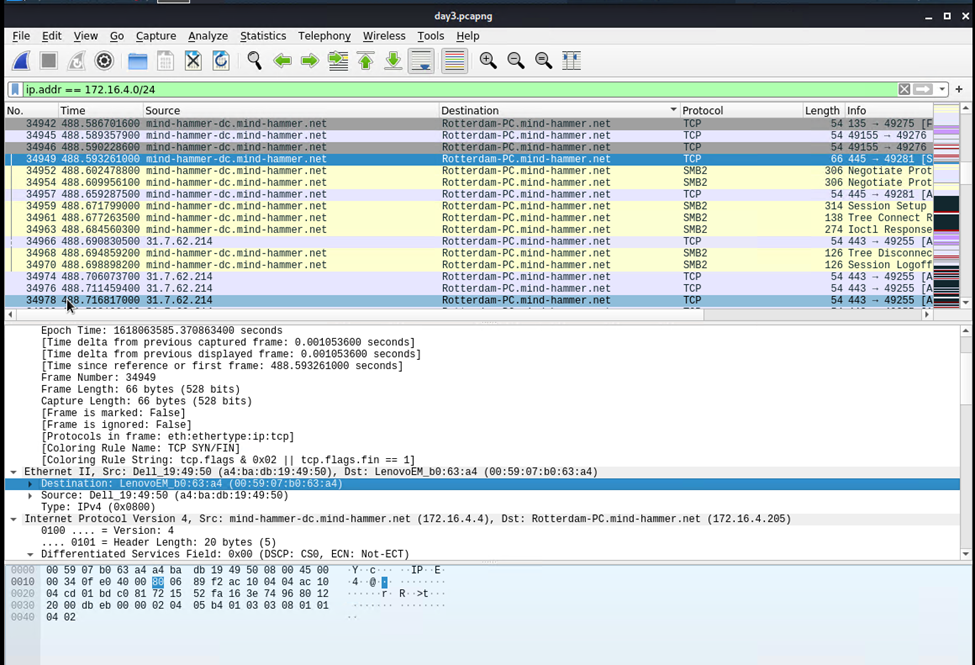 day3.pcapng
File Edit View Go Capture Analyze Statistics Telephony Wireless Tools Help
ip.addr == 172.16.4.0/24
No. Time Source Destination Protocol Length Info
34942 488.586701600 mind-hammer-dc.mind-hammer.net Rotterdam-PC.mind-hammer.net TCP 54 135 → 49275 [F
34945 488.589357900 mind-hammer-dc.mind-hammer.net Rotterdam-PC.mind-hammer.net TCP 54 49155 → 49276
34946 488.590228600 mind-hammer-dc.mind-hammer.net Rotterdam-PC.mind-hammer.net TCP 54 49155 → 49276
34949 488.593261000 mind-hammer-dc.mind-hammer.net Rotterdam-PC.mind-hammer.net TCP 66 445 → 49281 [S
34952 488.602478800 mind-hammer-dc.mind-hammer.net Rotterdam-PC.mind-hammer.net SMB2 306 Negotiate Prot
34954 488.609956100 mind-hammer-dc.mind-hammer.net Rotterdam-PC.mind-hammer.net SMB2 306 Negotiate Prot
34957 488.659287500 mind-hammer-dc.mind-hammer.net Rotterdam-PC.mind-hammer.net TCP 54 445 → 49281 [A
34959 488.671799000 mind-hammer-dc.mind-hammer.net Rotterdam-PC.mind-hammer.net SMB2 314 Session Setup
34961 488.677263500 mind-hammer-dc.mind-hammer.net Rotterdam-PC.mind-hammer.net SMB2 138 Tree Connect R
34963 488.684560300 mind-hammer-dc.mind-hammer.net Rotterdam-PC.mind-hammer.net SMB2 274 Ioctl Response
34966 488.690830500 31.7.62.214 Rotterdam-PC.mind-hammer.net TCP 54 443 → 49255 [A
34968 488.694859200 mind-hammer-dc.mind-hammer.net Rotterdam-PC.mind-hammer.net SMB2 126 Tree Disconnec
34970 488.698898200 mind-hammer-dc.mind-hammer.net Rotterdam-PC.mind-hammer.net SMB2 126 Session Logoff
34974 488.706073700 31.7.62.214 Rotterdam-PC.mind-hammer.net TCP 54 443 → 49255 [A
34976 488.711459400 31.7.62.214 Rotterdam-PC.mind-hammer.net TCP 54 443 → 49255 [A
34978 488.716817000 31.7.62.214 Rotterdam-PC.mind-hammer.net TCP 54 443 → 49255 [A
Epoch Time: 1618063585.370863400 seconds
[Time delta from previous captured frame: 0.001053600 seconds]
[Time delta from previous displayed frame: 0.001053600 seconds]
[Time since reference or first frame: 488.593261000 seconds]
Frame Number: 34949
Frame Length: 66 bytes (528 bits)
Capture Length: 66 bytes (528 bits)
[Frame is marked: False]
[Frame is ignored: False]
[Protocols in frame: eth:ethertype:ip:tcp]
[Coloring Rule Name: TCP SYN/FIN]
[Coloring Rule String: tcp.flags & 0x02 || tcp.flags.fin == 1]
Ethernet II, Src: Dell_19:49:50 (a4:ba:db:19:49:50), Dst: LenovoEM_b0:63:a4 (00:59:07:b0:63:a4)
Destination: LenovoEM_b0:63:a4 (00:59:07:b0:63:a4)
Source: Dell_19:49:50 (a4:ba:db:19:49:50)
Type: IPv4 (0x0800)
Internet Protocol Version 4, Src: mind-hammer-dc.mind-hammer.net (172.16.4.4), Dst: Rotterdam-PC.mind-hammer.net (172.16.4.205)
0100 .... = Version: 4
.... 0101 = Header Length: 20 bytes (5)
Differentiated Services Field: 0x00 (DSCP: CS0, ECN: Not-ECT)
0000 00 59 07 b0 63 a4 a4 ba db 19 49 50 08 00 45 00 ·Y··c··· ··IP··E·
0010 00 34 0f e0 40 00 80 06 89 f2 ac 10 04 04 ac 10 ·4··@··· ········
0020 04 cd 01 bd c0 81 72 15 52 fa 16 3e 74 96 80 12 ······r· R··>t···
0030 20 00 db eb 00 00 02 04 05 b4 01 03 03 08 01 01 ········ ········
0040 04 02 ··